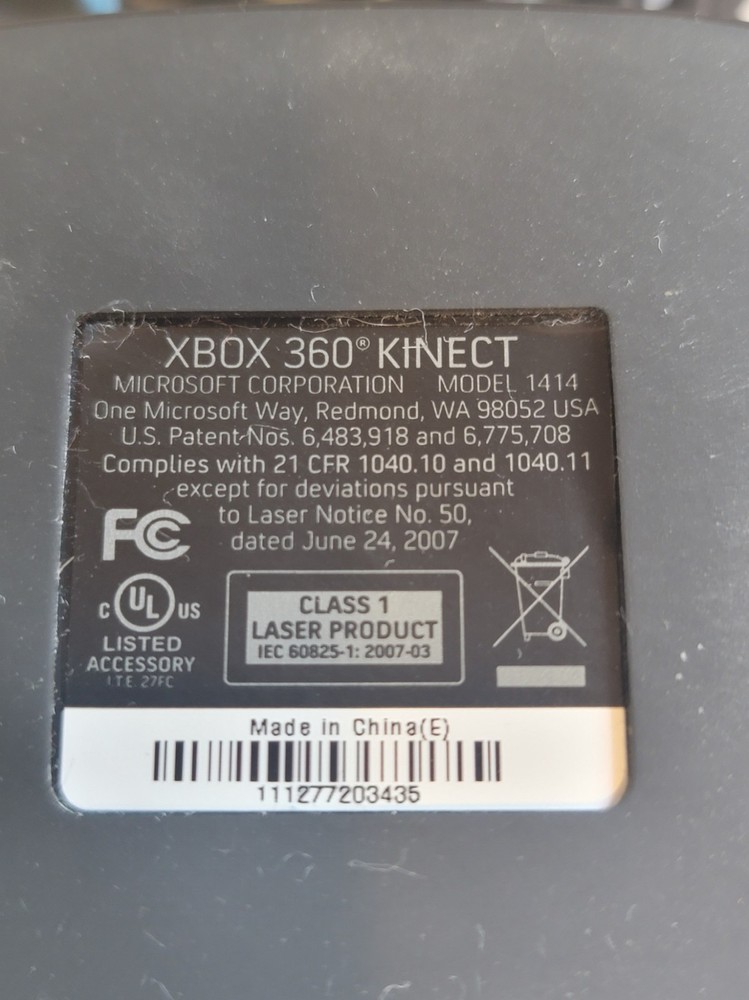 XBOX 360® KINECT
MICROSOFT CORPORATION MODEL 1414
One Microsoft Way, Redmond, WA 98052 USA
U.S. Patent Nos. 6,483,918 and 6,775,708
Complies with 21 CFR 1040.10 and 1040.11
except for deviations pursuant
to Laser Notice No. 50,
dated June 24, 2007
FC
C UL US
LISTED
ACCESSORY
I.T.E. 27FC
CLASS 1
LASER PRODUCT
IEC 60825-1: 2007-03
Made in China(E)
111277203435